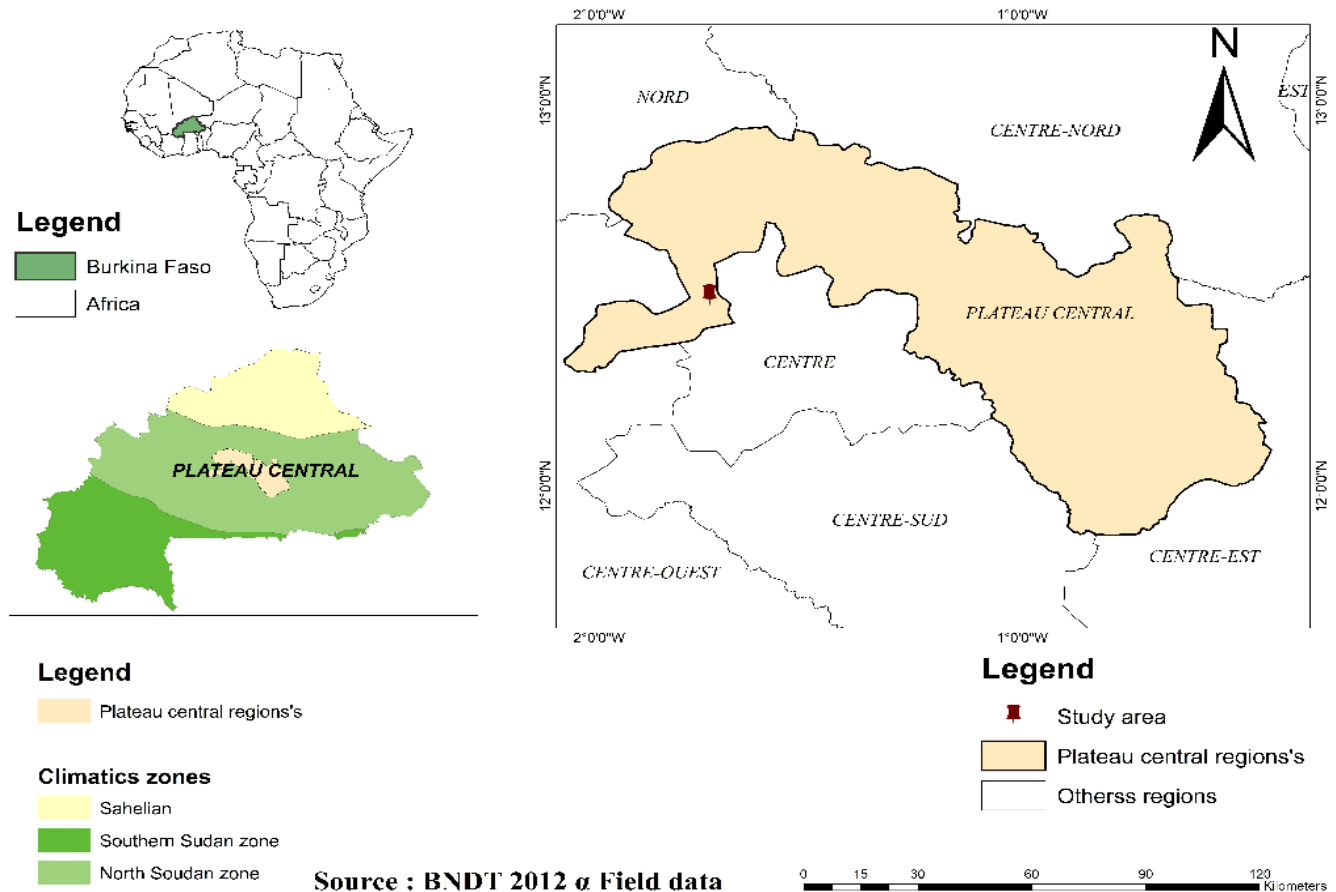 Legend
Burkina Faso
Africa
PLATEAU CENTRAL
Legend
Plateau central regions's
Climatics zones
Sahelian
Southern Sudan zone
North Soudan zone
2°0'0"W
1°0'0"W
N
13°0'0"N
13°0'0"N
NORD
CENTRE-NORD
EST
PLATEAU CENTRAL
CENTRE
12°0'0"N
12°0'0"N
CENTRE-SUD
CENTRE-OUEST
CENTRE-EST
2°0'0"W
1°0'0"W
Legend
Study area
Plateau central regions's
Otherss regions
Source : BNDT 2012 α Field data
0 15 30 60 90 120
Kilometers